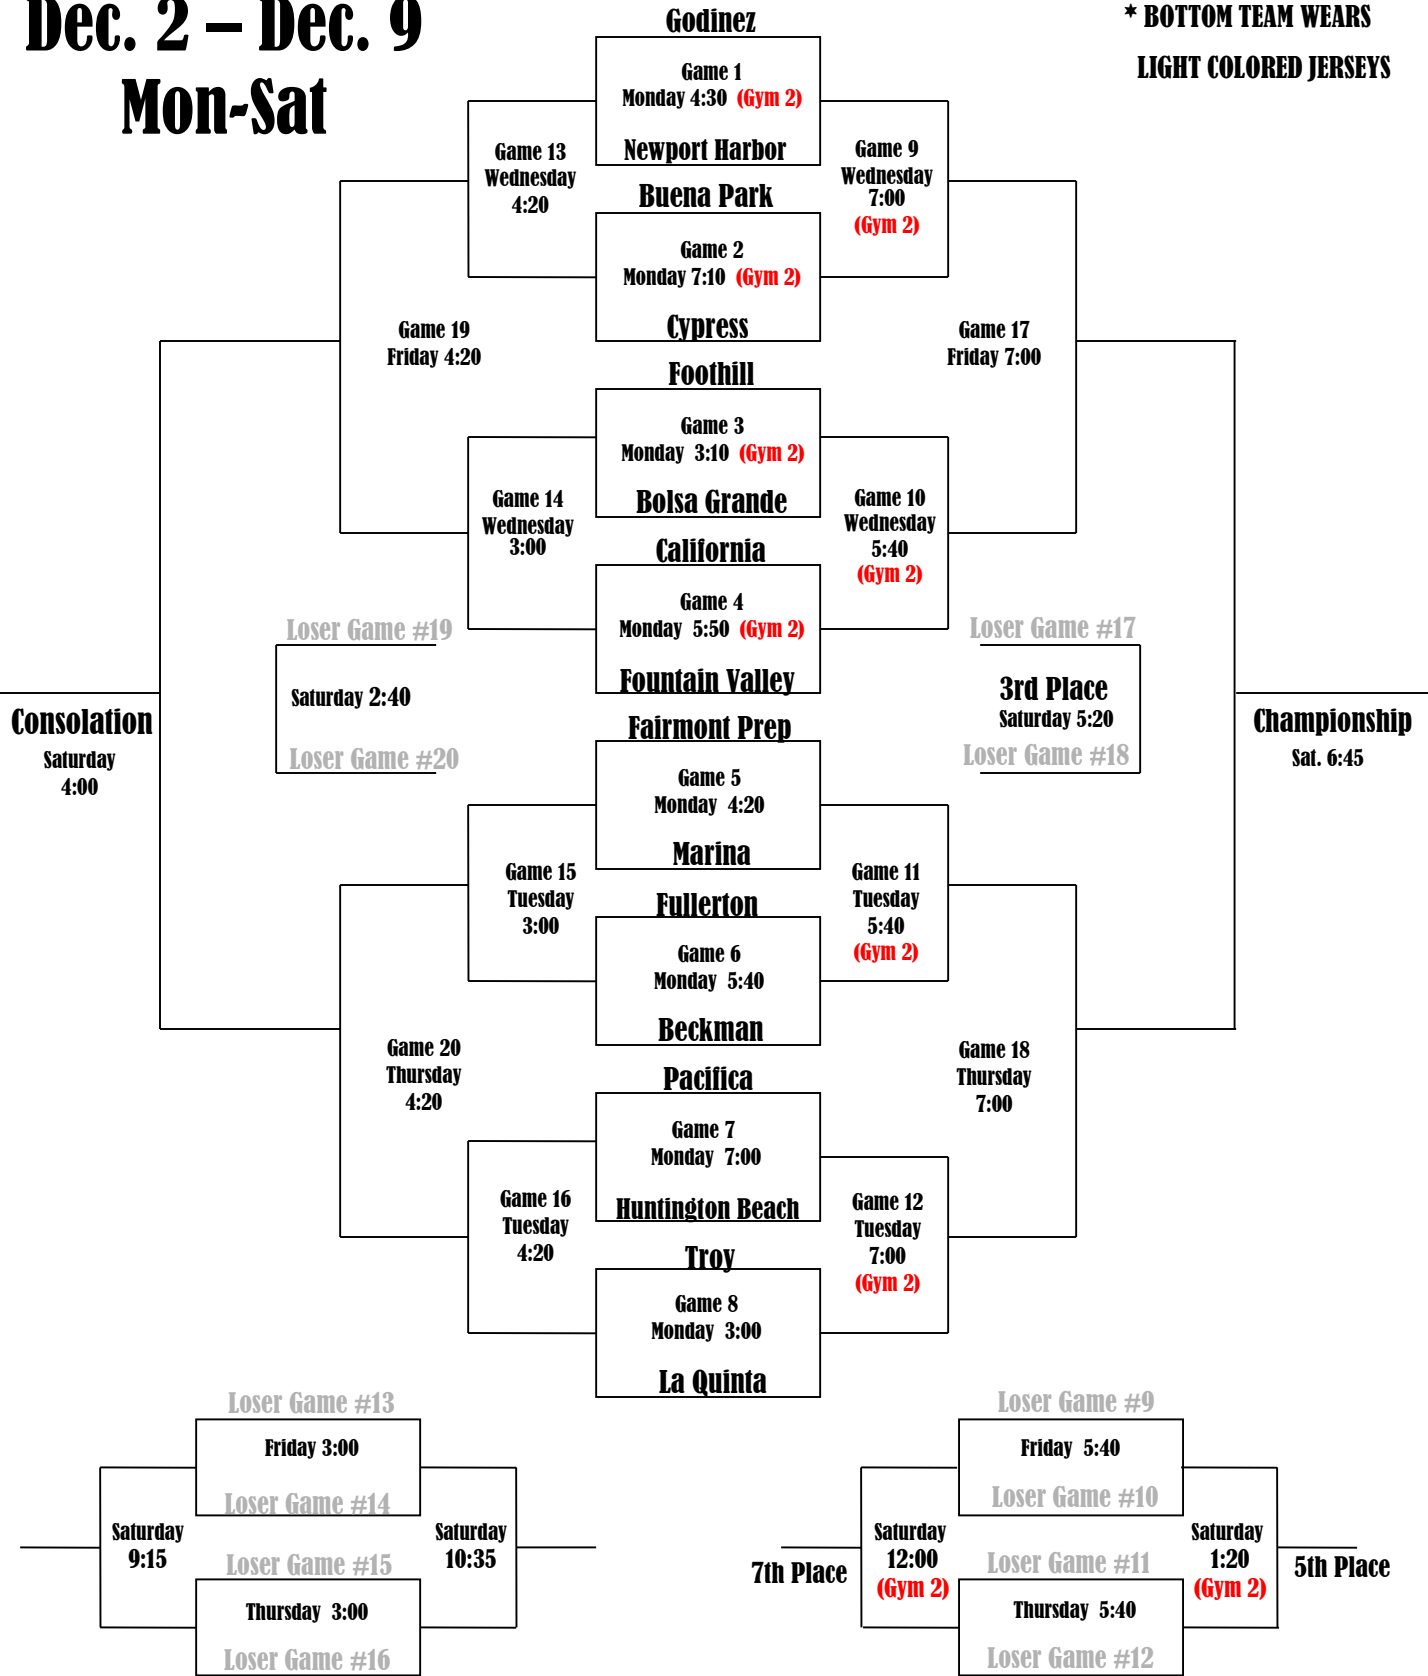 Dec. 2 – Dec. 9
Mon-Sat
* BOTTOM TEAM WEARS
LIGHT COLORED JERSEYS
Godinez
Game 1
Monday 4:30 (Gym 2)
Newport Harbor
Game 13
Wednesday
4:20
Game 9
Wednesday
7:00
(Gym 2)
Buena Park
Game 2
Monday 7:10 (Gym 2)
Cypress
Game 19
Friday 4:20
Game 17
Friday 7:00
Foothill
Game 3
Monday 3:10 (Gym 2)
Bolsa Grande
Game 14
Wednesday
3:00
Game 10
Wednesday
5:40
(Gym 2)
California
Game 4
Monday 5:50 (Gym 2)
Fountain Valley
Loser Game #19
Saturday 2:40
Loser Game #20
Loser Game #17
3rd Place
Saturday 5:20
Loser Game #18
Consolation
Saturday
4:00
Championship
Sat. 6:45
Fairmont Prep
Game 5
Monday 4:20
Marina
Game 15
Tuesday
3:00
Game 11
Tuesday
5:40
(Gym 2)
Fullerton
Game 6
Monday 5:40
Beckman
Game 20
Thursday
4:20
Game 18
Thursday
7:00
Pacifica
Game 7
Monday 7:00
Huntington Beach
Game 16
Tuesday
4:20
Game 12
Tuesday
7:00
(Gym 2)
Troy
Game 8
Monday 3:00
La Quinta
Loser Game #13
Friday 3:00
Loser Game #14
Saturday
9:15
Saturday
10:35
Loser Game #15
Thursday 3:00
Loser Game #16
Loser Game #9
Friday 5:40
Loser Game #10
7th Place
Saturday
12:00
(Gym 2)
Saturday
1:20
(Gym 2)
5th Place
Loser Game #11
Thursday 5:40
Loser Game #12